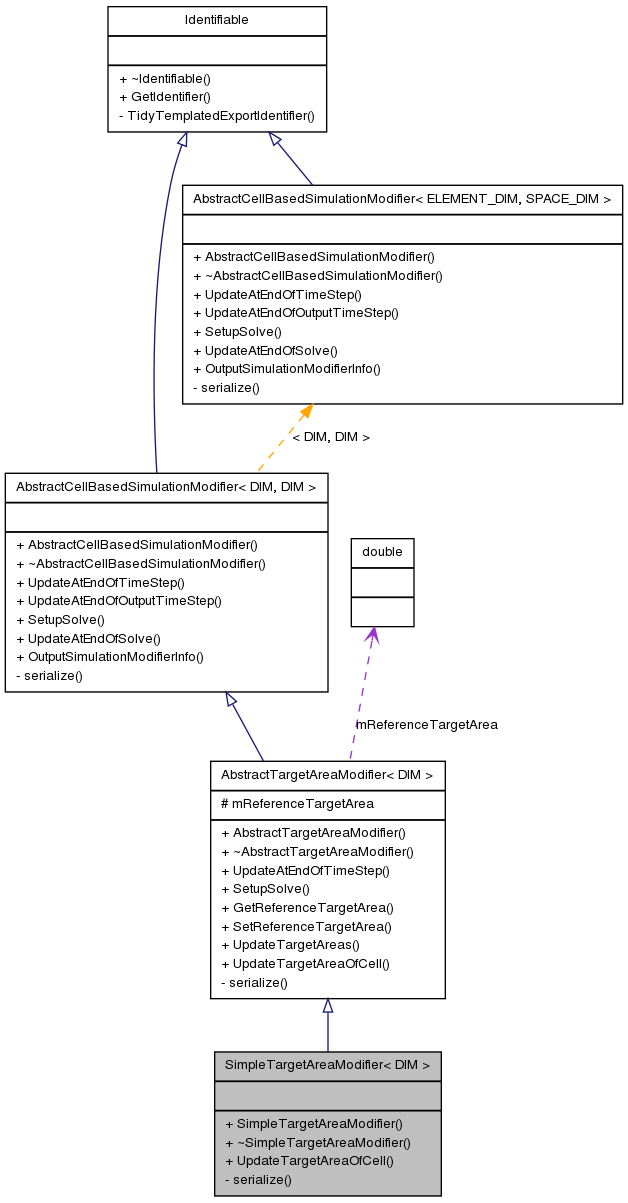 Identifiable
+ ~Identifiable()
+ GetIdentifier()
- TidyTemplatedExportIdentifier()
AbstractCellBasedSimulationModifier< ELEMENT_DIM, SPACE_DIM >
+ AbstractCellBasedSimulationModifier()
+ ~AbstractCellBasedSimulationModifier()
+ UpdateAtEndOfTimeStep()
+ UpdateAtEndOfOutputTimeStep()
+ SetupSolve()
+ UpdateAtEndOfSolve()
+ OutputSimulationModifierInfo()
- serialize()
< DIM, DIM >
AbstractCellBasedSimulationModifier< DIM, DIM >
+ AbstractCellBasedSimulationModifier()
+ ~AbstractCellBasedSimulationModifier()
+ UpdateAtEndOfTimeStep()
+ UpdateAtEndOfOutputTimeStep()
+ SetupSolve()
+ UpdateAtEndOfSolve()
+ OutputSimulationModifierInfo()
- serialize()
double
mReferenceTargetArea
AbstractTargetAreaModifier< DIM >
# mReferenceTargetArea
+ AbstractTargetAreaModifier()
+ ~AbstractTargetAreaModifier()
+ UpdateAtEndOfTimeStep()
+ SetupSolve()
+ GetReferenceTargetArea()
+ SetReferenceTargetArea()
+ UpdateTargetAreas()
+ UpdateTargetAreaOfCell()
- serialize()
SimpleTargetAreaModifier< DIM >
+ SimpleTargetAreaModifier()
+ ~SimpleTargetAreaModifier()
+ UpdateTargetAreaOfCell()
- serialize()